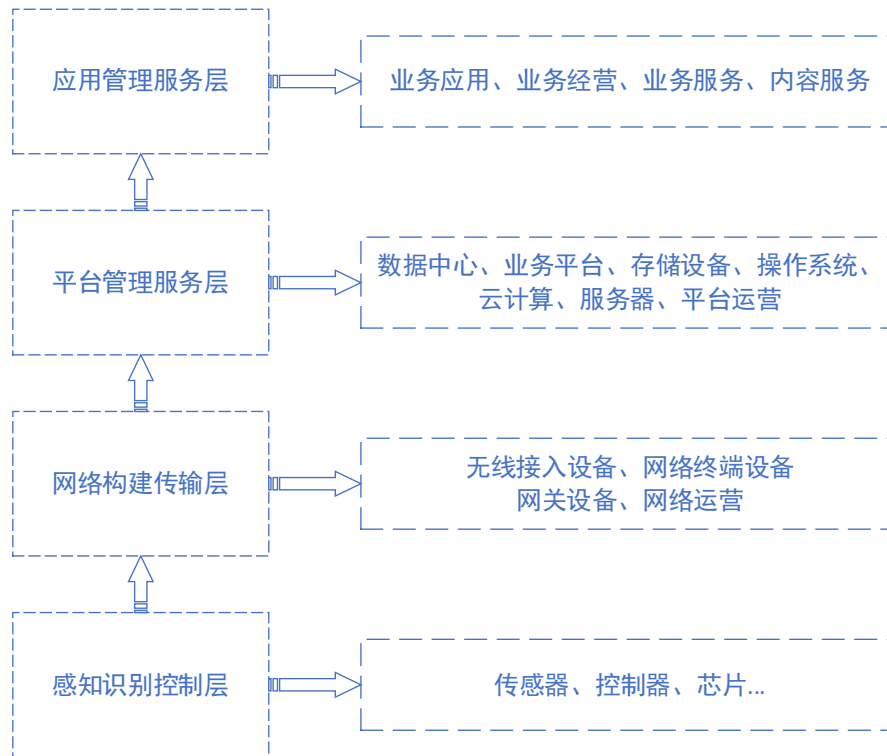 应用管理服务层
业务应用、业务经营、业务服务、内容服务
平台管理服务层
数据中心、业务平台、存储设备、操作系统、
云计算、服务器、平台运营
网络构建传输层
无线接入设备、网络终端设备
网关设备、网络运营
感知识别控制层
传感器、控制器、芯片...